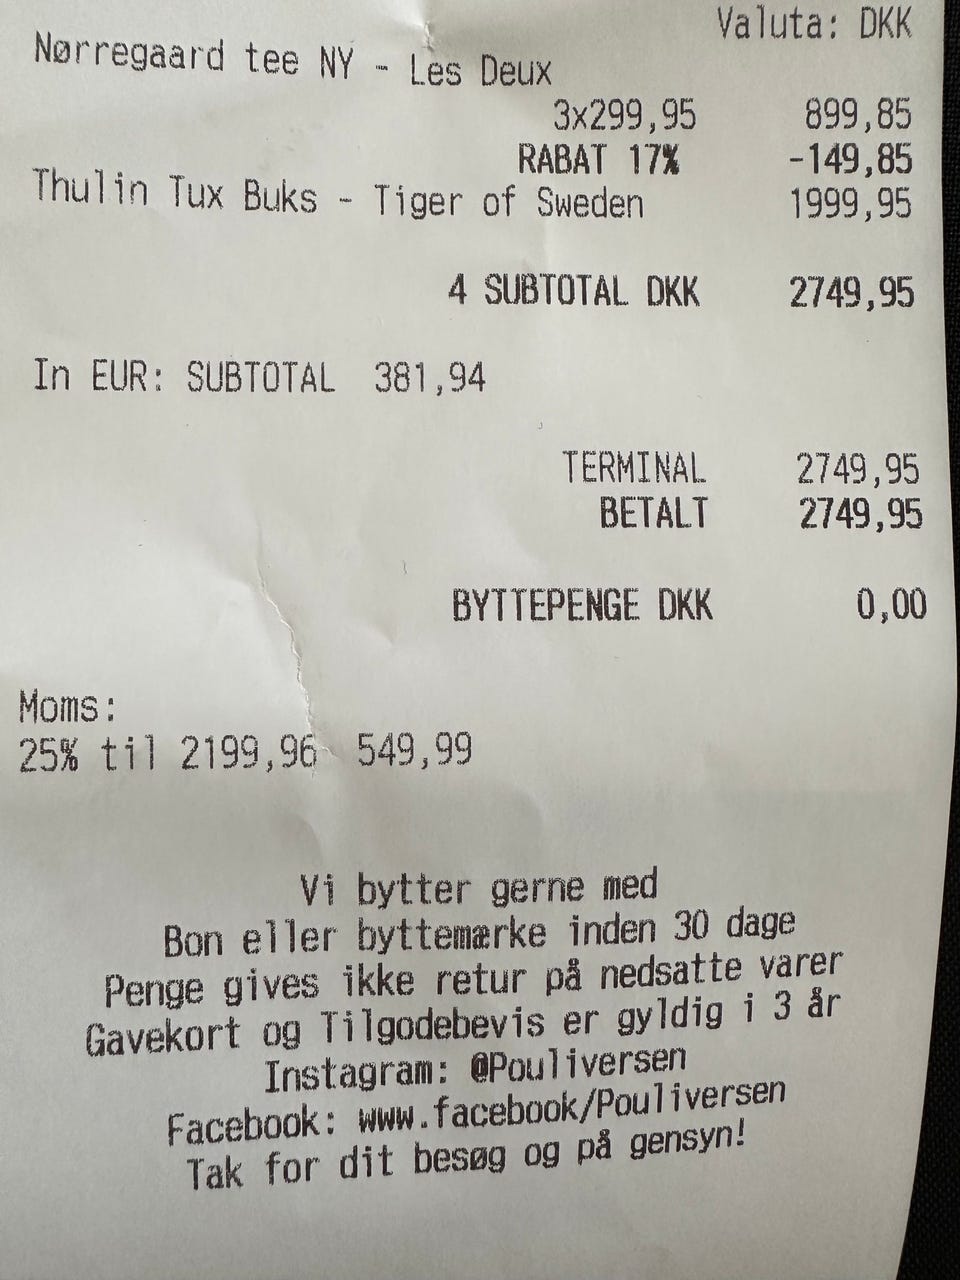 Valuta: DKK
Nørregaard tee NY - Les Deux
3x299,95 899,85
RABAT 17% -149,85
Thulin Tux Buks - Tiger of Sweden 1999,95
4 SUBTOTAL DKK 2749,95
In EUR: SUBTOTAL 381,94
TERMINAL 2749,95
BETALT 2749,95
BYTTEPENGE DKK 0,00
Moms:
25% til 2199,96 549,99
Vi bytter gerne med
Bon eller byttemærke inden 30 dage
Penge gives ikke retur på nedsatte varer
Gavekort og Tilgodebevis er gyldig i 3 år
Instagram: @Pouliversen
Facebook: www.facebook/Pouliversen
Tak for dit besøg og på gensyn!